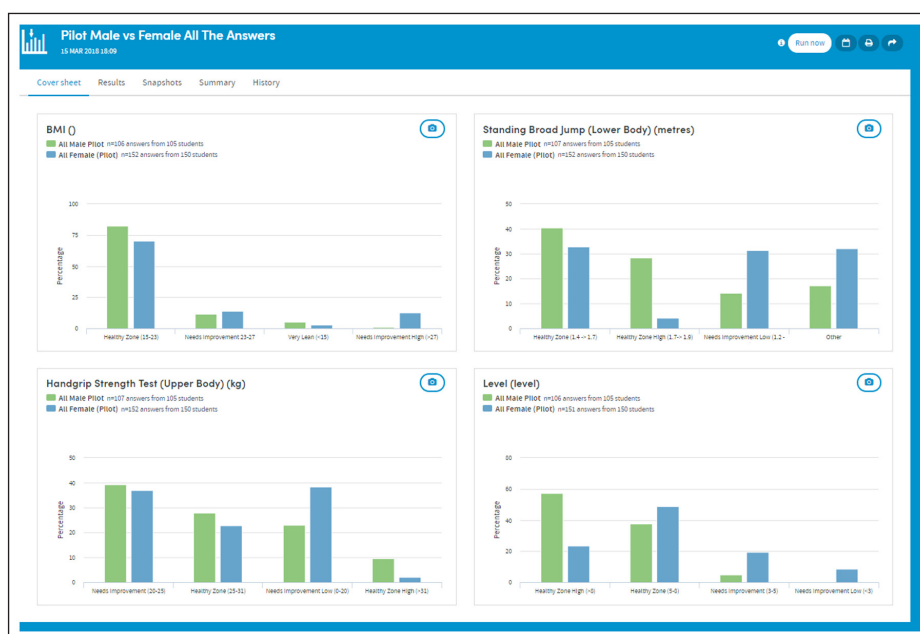 Pilot Male vs Female All The Answers
15 MAR 2018 18:09
Run now
Cover sheet Results Snapshots Summary History
BMI ()
All Male Pilot n=106 answers from 105 students
All Female (Pilot) n=152 answers from 150 students
100
75
50
25
0
Percentage
Healthy Zone (15-23) Needs Improvement 23-27 Very Lean (<15) Needs Improvement High (>27)
Standing Broad Jump (Lower Body) (metres)
All Male Pilot n=107 answers from 105 students
All Female (Pilot) n=152 answers from 150 students
50
40
30
20
10
0
Percentage
Healthy Zone (1.4 -> 1.7) Healthy Zone High (1.7-> 1.9) Needs Improvement Low (1.2 - Other
Handgrip Strength Test (Upper Body) (kg)
All Male Pilot n=107 answers from 105 students
All Female (Pilot) n=152 answers from 150 students
50
40
30
20
10
0
Percentage
Needs Improvement (20-25) Healthy Zone (25-31) Needs Improvement Low (0-20) Healthy Zone High (>31)
Level (level)
All Male Pilot n=106 answers from 105 students
All Female (Pilot) n=151 answers from 150 students
80
60
40
20
0
Percentage
Healthy Zone High Healthy Zone Needs Improvement (3-5) Needs Improvement Low (<3)